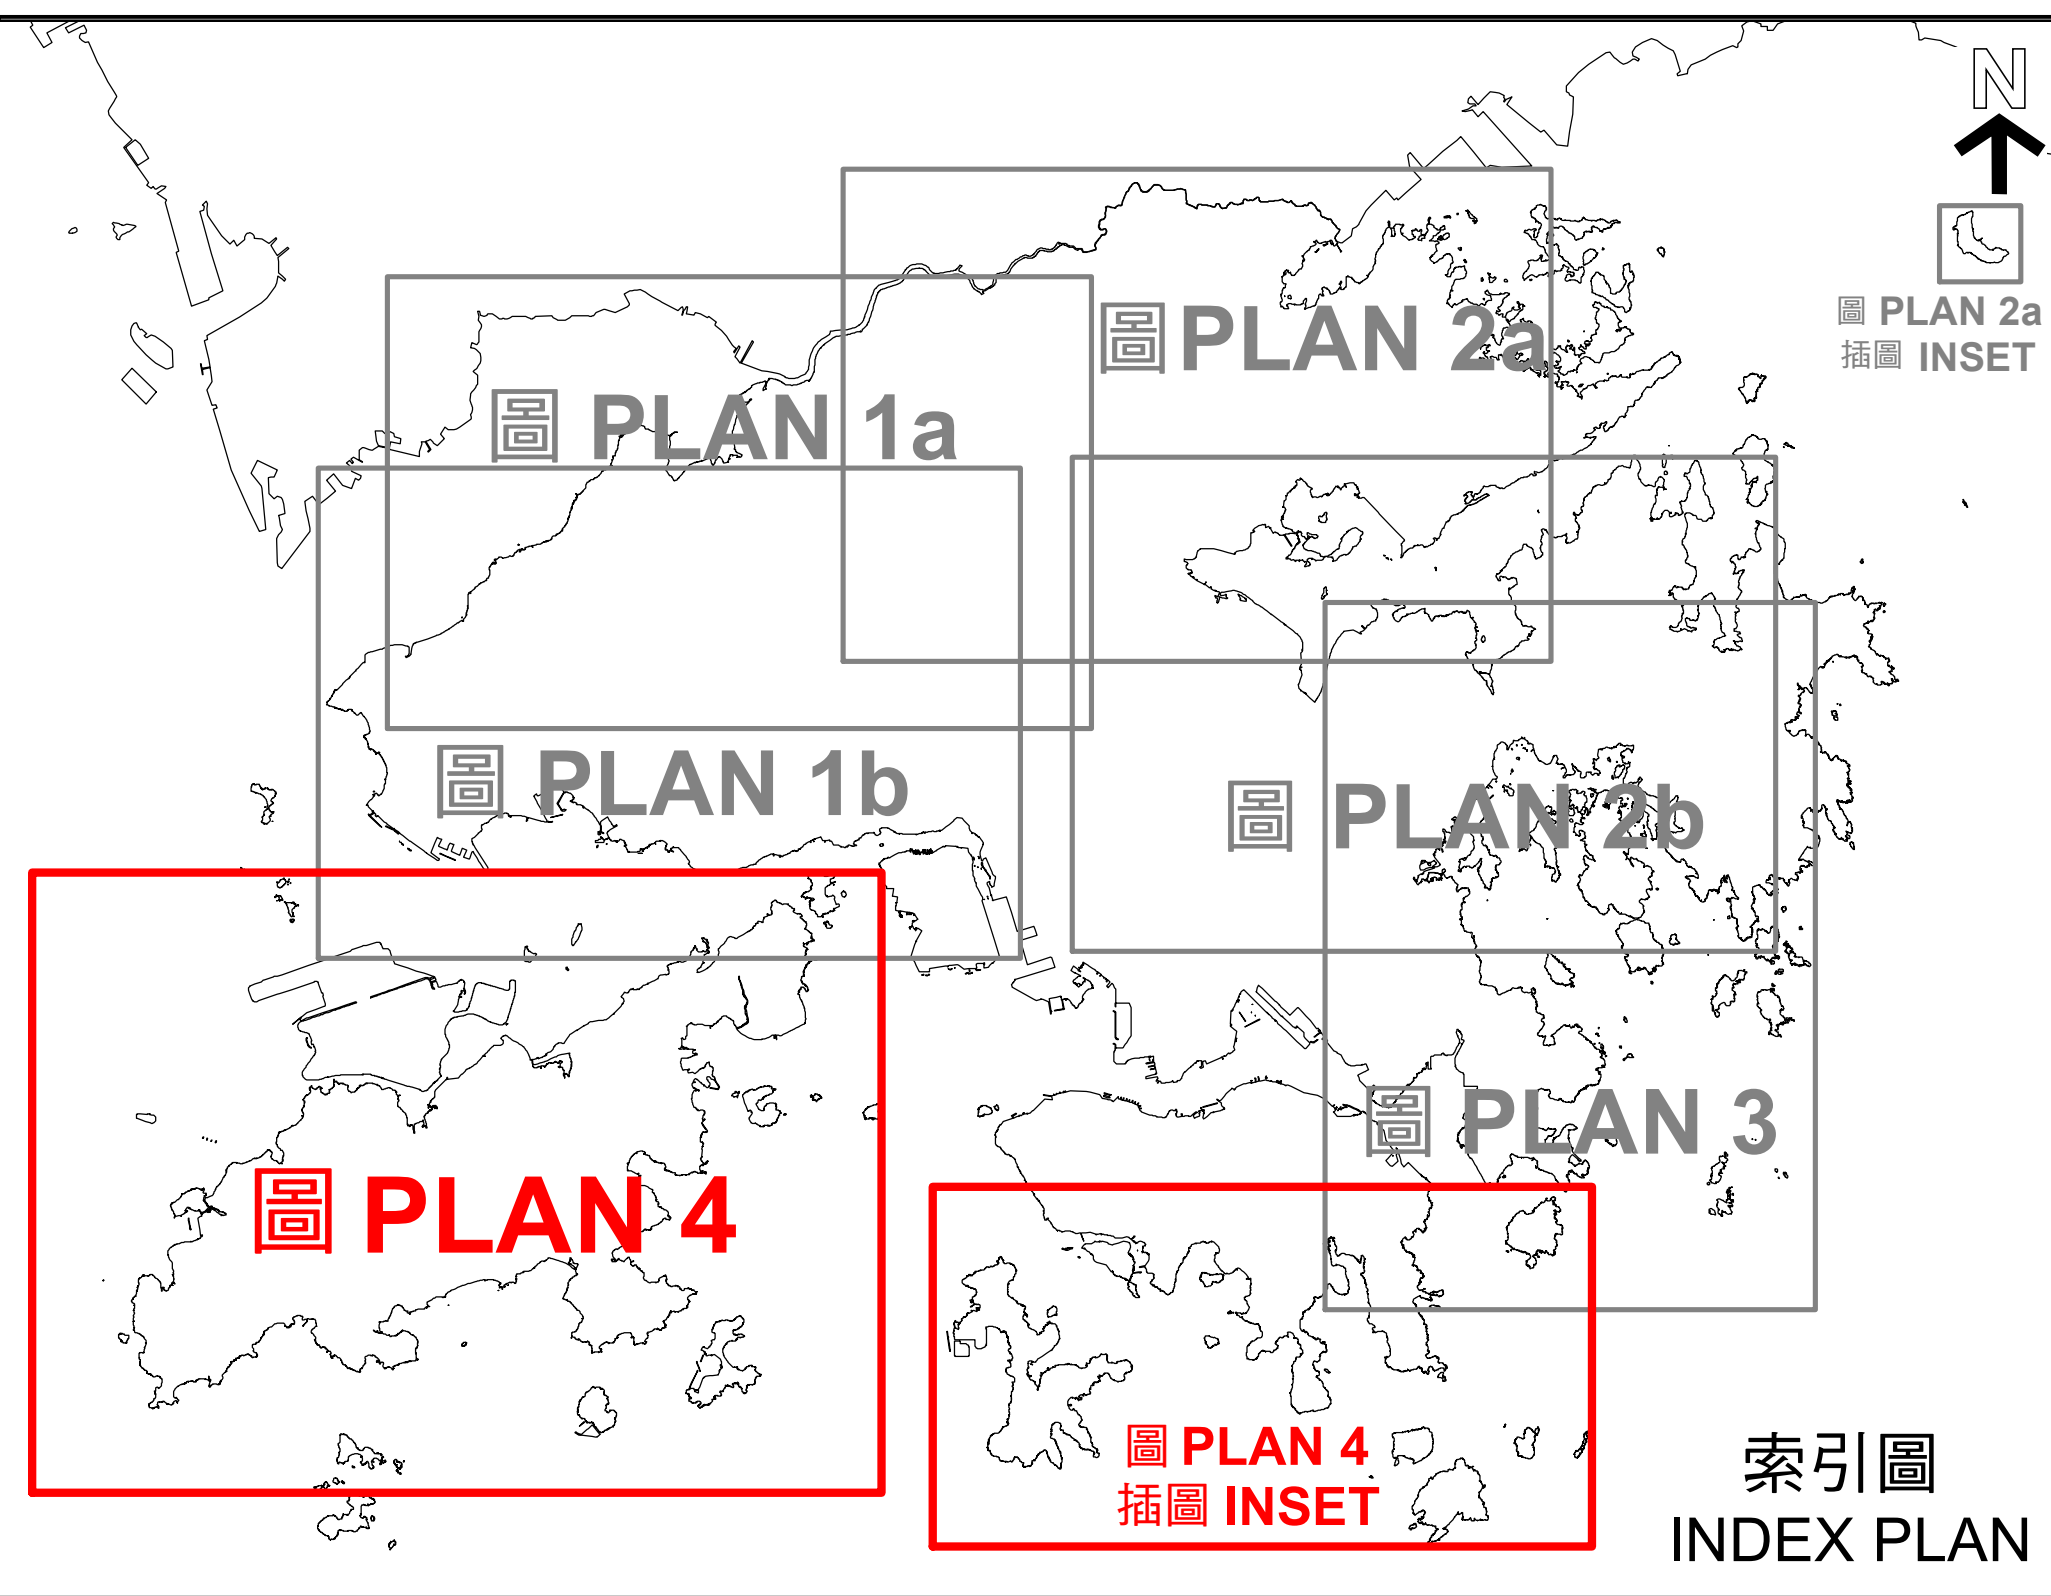 N
圖 PLAN 2a
插圖 INSET
圖 PLAN 2a
圖 PLAN 1a
圖 PLAN 1b
圖 PLAN 2b
圖 PLAN 3
圖 PLAN 4
圖 PLAN 4
插圖 INSET
索引圖
INDEX PLAN